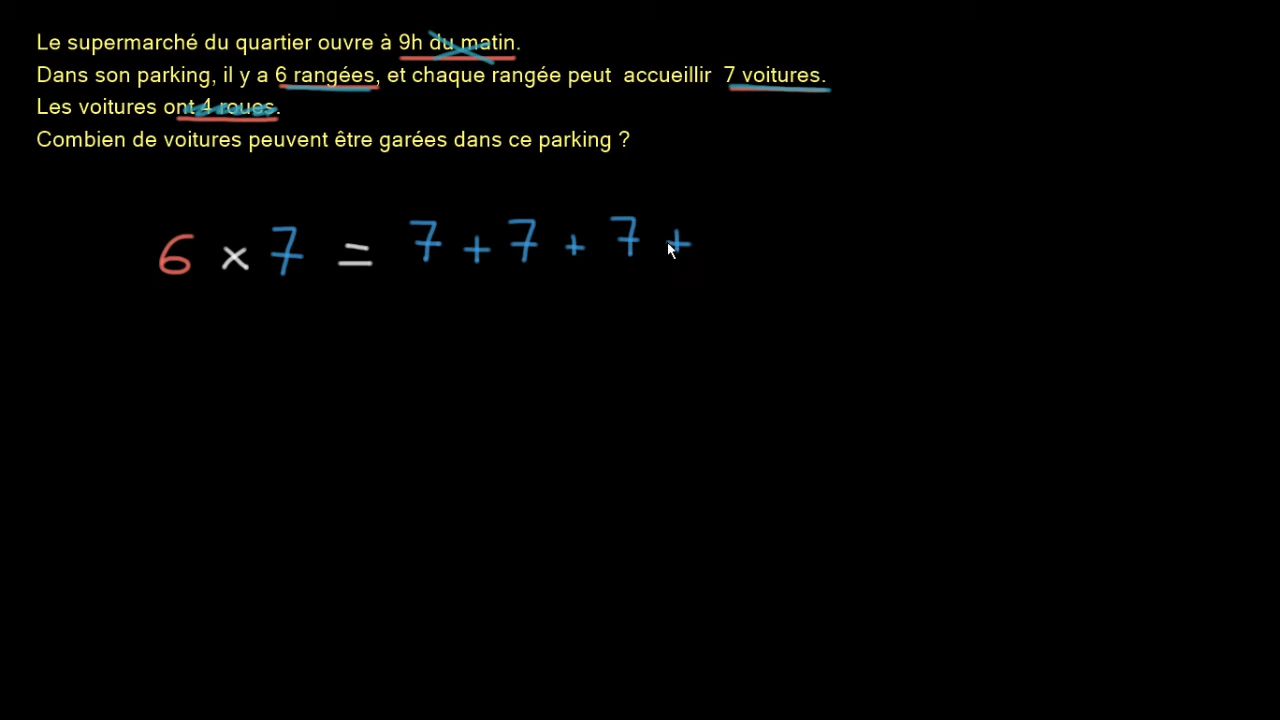 Le supermarché du quartier ouvre à 9h du matin.
Dans son parking, il y a 6 rangées, et chaque rangée peut accueillir 7 voitures.
Les voitures ont 4 roues.
Combien de voitures peuvent être garées dans ce parking ?
6 × 7 = 7 + 7 + 7 +